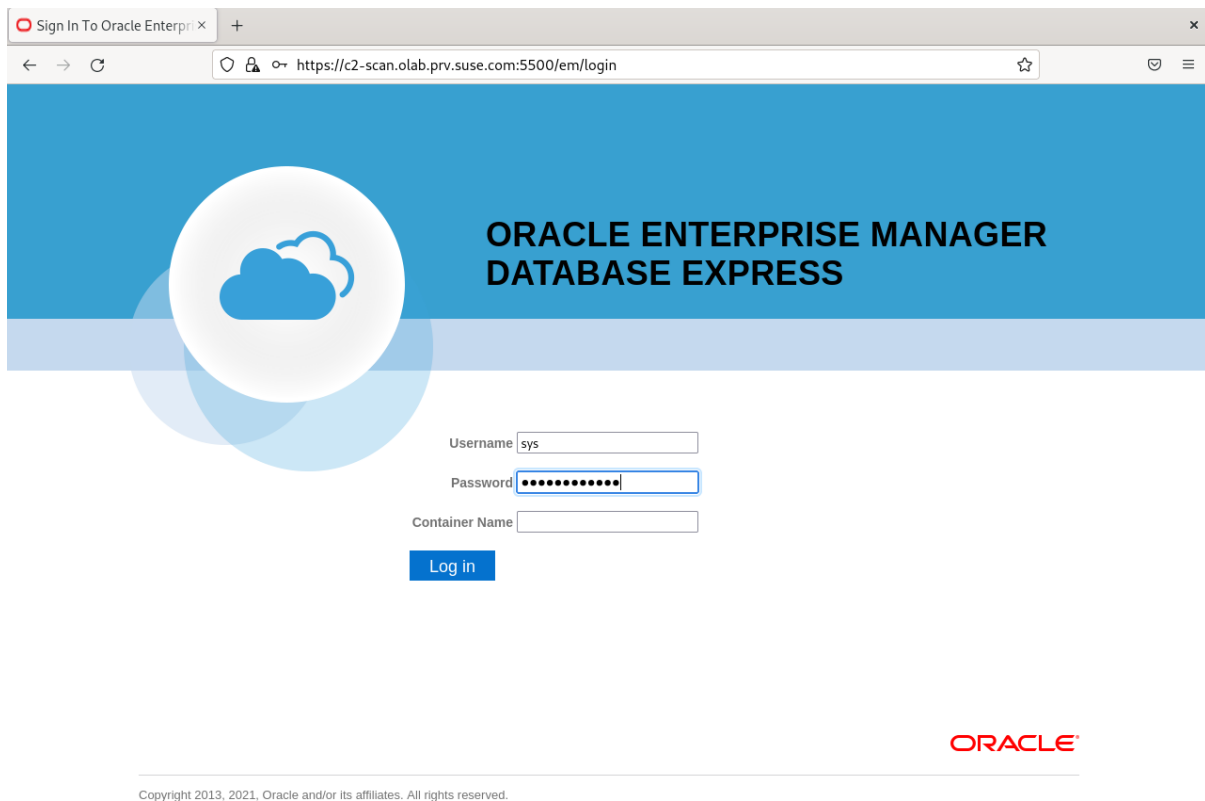 Sign In To Oracle Enterpri
https://c2-scan.olab.prv.suse.com:5500/em/login
ORACLE ENTERPRISE MANAGER
DATABASE EXPRESS
Username sys
Password ●●●●●●●●●●●●
Container Name
Log in
ORACLE
Copyright 2013, 2021, Oracle and/or its affiliates. All rights reserved.